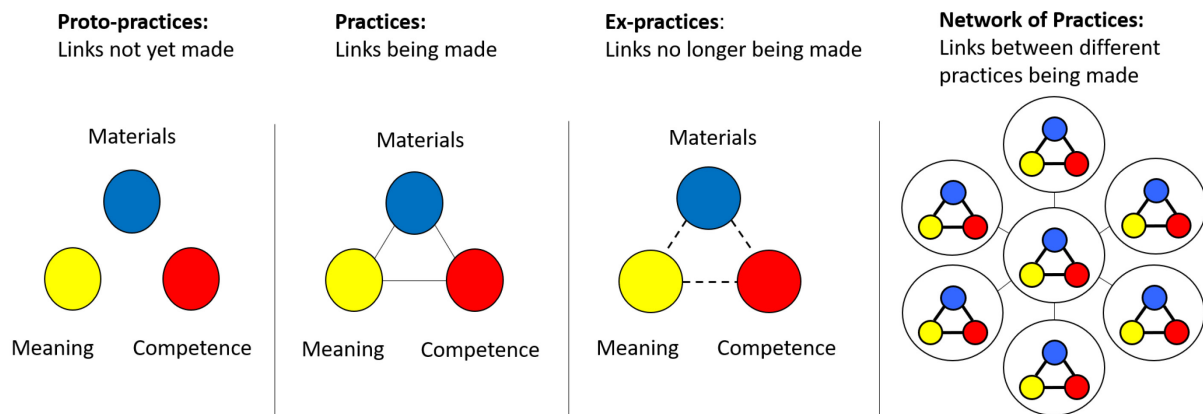 Proto-practices:
Links not yet made
Materials
Meaning
Competence
Practices:
Links being made
Materials
Meaning
Competence
Ex-practices:
Links no longer being made
Materials
Meaning
Competence
Network of Practices:
Links between different
practices being made